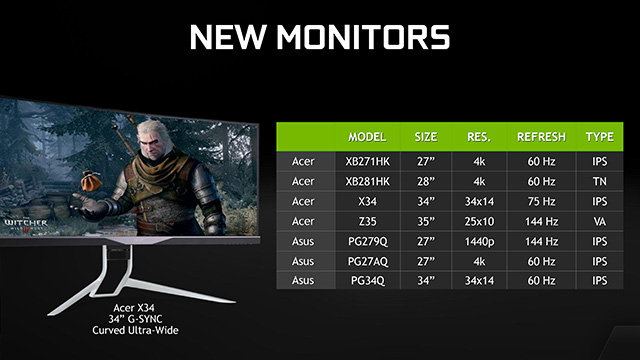 NEW MONITORS
MODEL SIZE RES. REFRESH TYPE
Acer XB271HK 27” 4k 60 Hz IPS
Acer XB281HK 28” 4k 60 Hz TN
Acer X34 34” 34x14 75 Hz IPS
Acer Z35 35” 25x10 144 Hz VA
Asus PG279Q 27” 1440p 144 Hz IPS
Asus PG27AQ 27” 4k 60 Hz IPS
Asus PG34Q 34” 34x14 60 Hz IPS
THE
WITCHER
WILD HUNT
Acer X34
34” G-SYNC
Curved Ultra-Wide